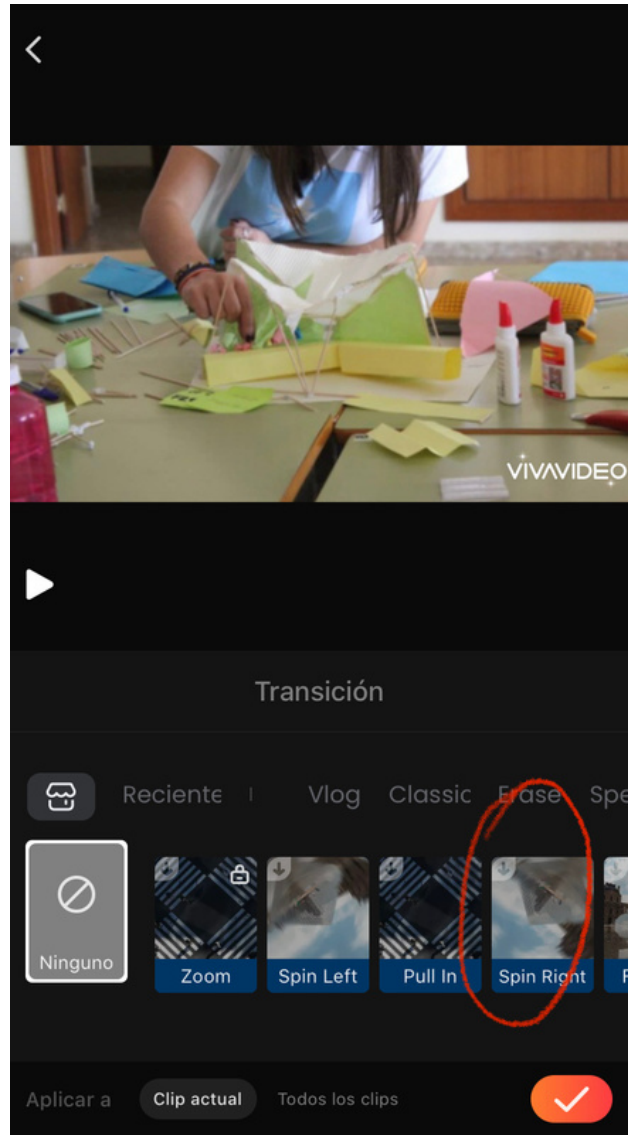 VIVAVIDEO
Transición
Reciente Vlog Classic Erase Spe
Ninguno Zoom Spin Left Pull In Spin Right
Aplicar a Clip actual Todos los clips